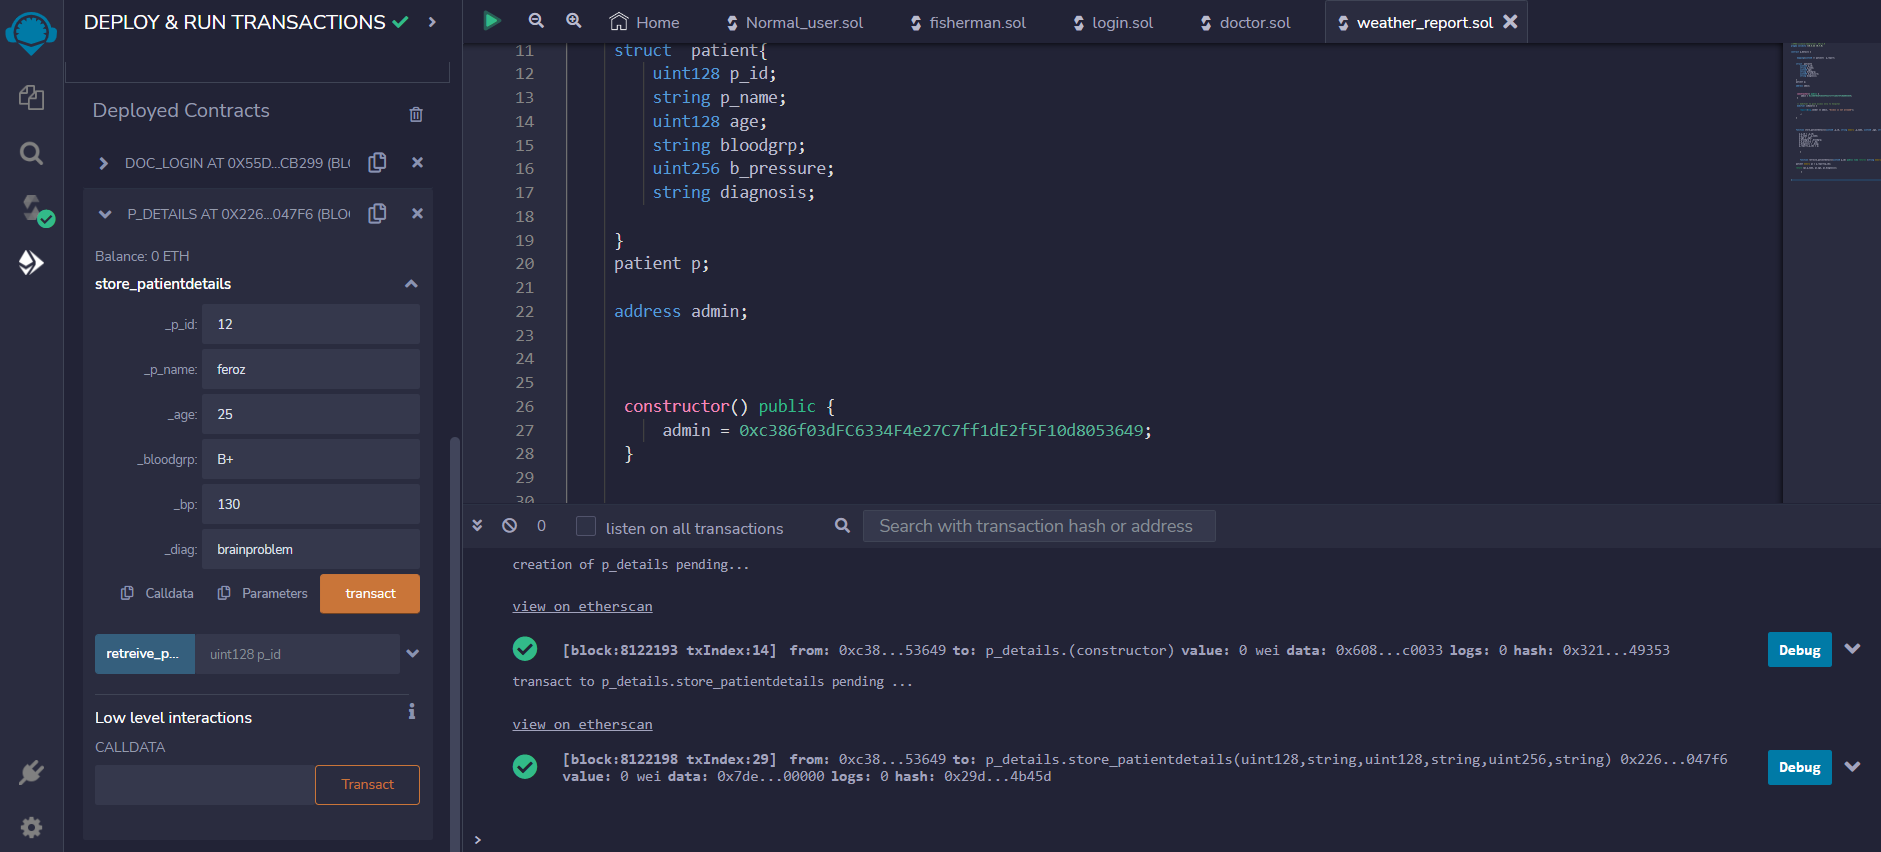 DEPLOY & RUN TRANSACTIONS
Deployed Contracts
DOC_LOGIN AT 0X55D...CB299 (BL
P_DETAILS AT 0X226...047F6 (BLO
Balance: 0 ETH
store_patientdetails
_p_id: 12
_p_name: feroz
_age: 25
_bloodgrp: B+
_bp: 130
_diag: brainproblem
Calldata Parameters transact
retreive_p... uint128 p_id
Low level interactions
CALLDATA
Transact
Home Normal_user.sol fisherman.sol login.sol doctor.sol weather_report.sol
11 struct  patient{
12 uint128 p_id;
13 string p_name;
14 uint128 age;
15 string bloodgrp;
16 uint256 b_pressure;
17 string diagnosis;
18
19 }
20 patient p;
21
22 address admin;
23
24
25
26 constructor() public {
27 admin = 0xc386f03dFC6334F4e27C7ff1dE2f5F10d8053649;
28 }
29
30
0 listen on all transactions Search with transaction hash or address
creation of p_details pending...
view on etherscan
[block:8122193 txIndex:14] from: 0xc38...53649 to: p_details.(constructor) value: 0 wei data: 0x608...c0033 logs: 0 hash: 0x321...49353 Debug
transact to p_details.store_patientdetails pending ...
view on etherscan
[block:8122198 txIndex:29] from: 0xc38...53649 to: p_details.store_patientdetails(uint128,string,uint128,string,uint256,string) 0x226...047f6
value: 0 wei data: 0x7de...00000 logs: 0 hash: 0x29d...4b45d Debug
>